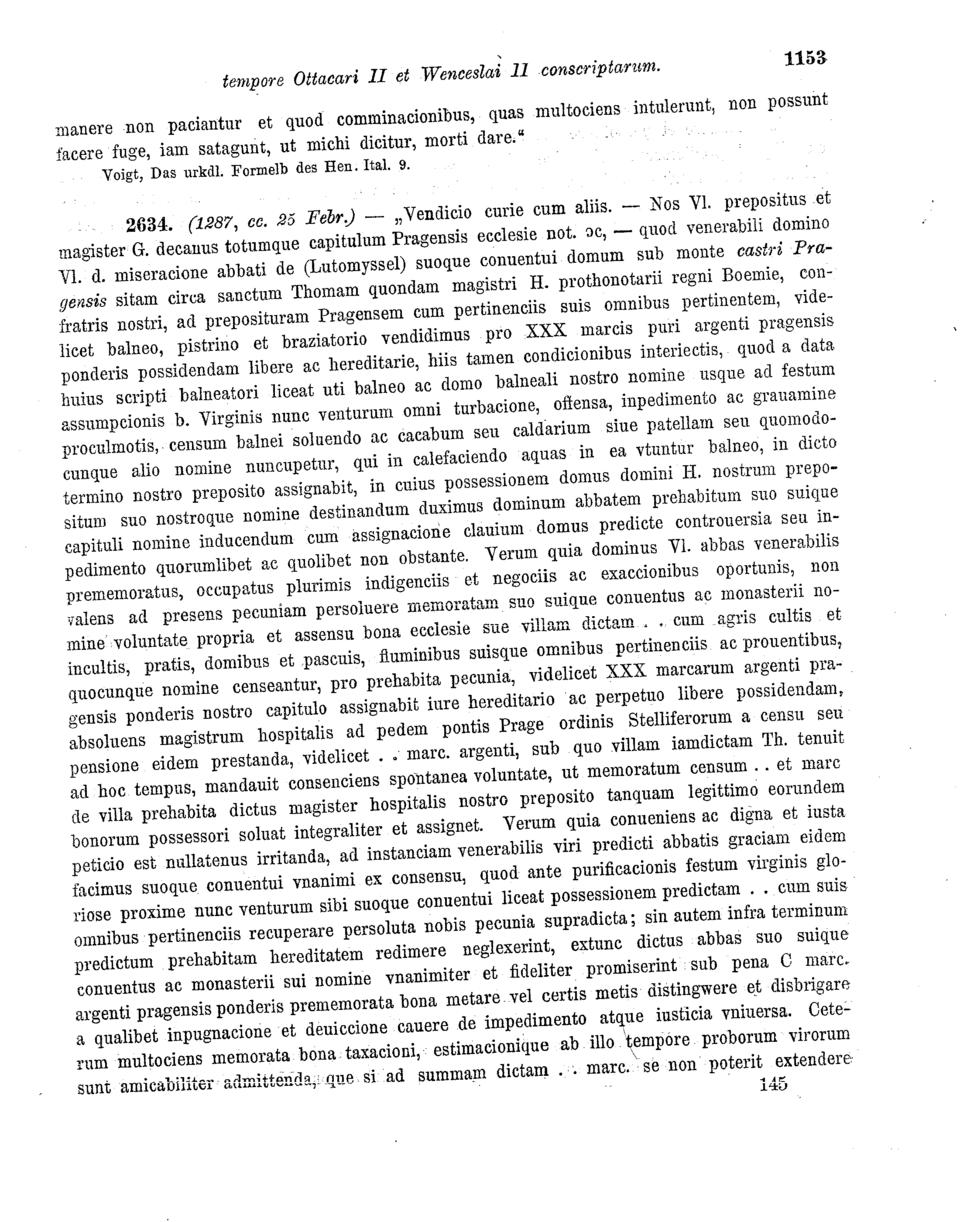 tempore Ottacari II et Wenceslai II conscriptarum. 1153
manere non paciantur et quod comminacionibus, quas multociens intulerunt, non possunt
facere fuge, iam satagunt, ut michi dicitur, morti dare.“
Voigt, Das urkdl. Formelb des Hen. Ital. 9.
2634. (1287, cc. 25 Febr.) — „Vendicio curie cum aliis. — Nos Vl. prepositus et
magister G. decanus totumque capitulum Pragensis ecclesie not. ɔc, — quod venerabili domino
Vl. d. miseracione abbati de (Lutomyssel) suoque conuentui domum sub monte castri Pra-
gensis sitam circa sanctum Thomam quondam magistri H. prothonotarii regni Boemie, con-
fratris nostri, ad preposituram Pragensem cum pertinenciis suis omnibus pertinentem, vide-
licet balneo, pistrino et braziatorio vendidimus pro XXX marcis puri argenti pragensis
ponderis possidendam libere ac hereditarie, hiis tamen condicionibus interiectis, quod a data
huius scripti balneatori liceat uti balneo ac domo balneali nostro nomine usque ad festum
assumpcionis b. Virginis nunc venturum omni turbacione, offensa, inpedimento ac grauamine
proculmotis, censum balnei soluendo ac cacabum seu caldarium siue patellam seu quomodo-
cunque alio nomine nuncupetur, qui in calefaciendo aquas in ea vtuntur balneo, in dicto
termino nostro preposito assignabit, in cuius possessionem domus domini H. nostrum prepo-
situm suo nostroque nomine destinandum duximus dominum abbatem prehabitum suo suique
capituli nomine inducendum cum assignacione clauium domus predicte controuersia seu in-
pedimento quorumlibet ac quolibet non obstante. Verum quia dominus Vl. abbas venerabilis
prememoratus, occupatus plurimis indigenciis et negociis ac exaccionibus oportunis, non
valens ad presens pecuniam persoluere memoratam suo suique conuentus ac monasterii no-
mine voluntate propria et assensu bona ecclesie sue villam dictam . . cum agris cultis et
incultis, pratis, domibus et pascuis, fluminibus suisque omnibus pertinenciis ac prouentibus,
quocunque nomine censeantur, pro prehabita pecunia, videlicet XXX marcarum argenti pra-
gensis ponderis nostro capitulo assignabit iure hereditario ac perpetuo libere possidendam,
absoluens magistrum hospitalis ad pedem pontis Prage ordinis Stelliferorum a censu seu
pensione eidem prestanda, videlicet . . marc. argenti, sub quo villam iamdictam Th. tenuit
ad hoc tempus, mandauit consenciens spontanea voluntate, ut memoratum censum . . et marc
de villa prehabita dictus magister hospitalis nostro preposito tanquam legittimo eorundem
bonorum possessori soluat integraliter et assignet. Verum quia conueniens ac digna et iusta
peticio est nullatenus irritanda, ad instanciam venerabilis viri predicti abbatis graciam eidem
facimus suoque conuentui vnanimi ex consensu, quod ante purificacionis festum virginis glo-
riose proxime nunc venturum sibi suoque conuentui liceat possessionem predictam . . cum suis
omnibus pertinenciis recuperare persoluta nobis pecunia supradicta; sin autem infra terminum
predictum prehabitam hereditatem redimere neglexerint, extunc dictus abbas suo suique
conuentus ac monasterii sui nomine vnanimiter et fideliter promiserint sub pena C marc.
argenti pragensis ponderis prememorata bona metare vel certis metis distingwere et disbrigare
a qualibet inpugnacione et deuiccione cauere de impedimento atque iusticia vniuersa. Cete-
rum multociens memorata bona taxacioni, estimacionique ab illo tempore proborum virorum
sunt amicabiliter admittenda, que si ad summam dictam . . marc. se non poterit extendere
145